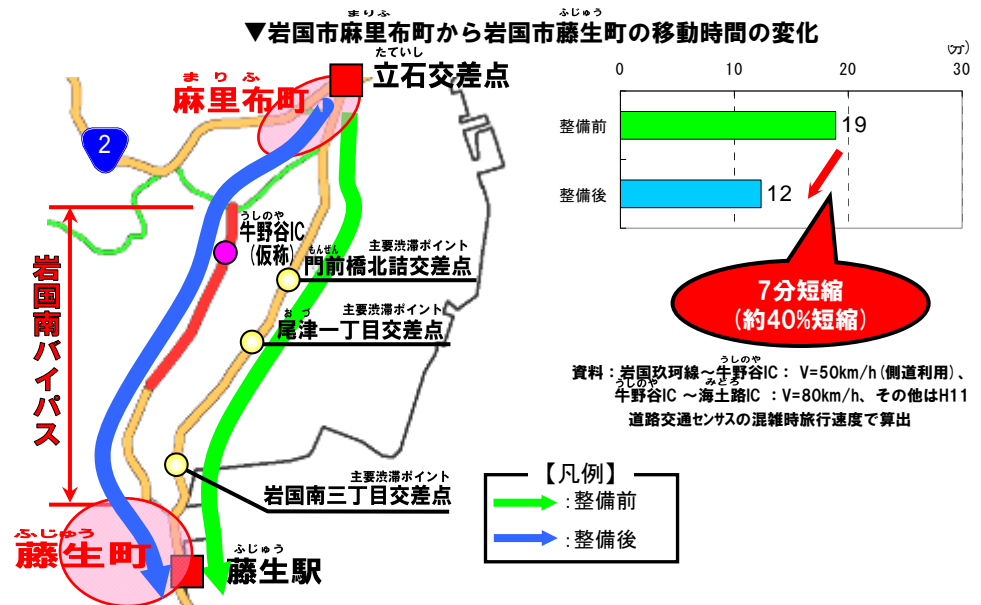 ▼岩国市麻里布町から岩国市藤生町の移動時間の変化
まりふ
ふじゅう
(分)
0 10 20 30
整備前 19
整備後 12
7分短縮
(約40%短縮)
たていし
立石交差点
まりふ
麻里布町
2
うしのや
牛野谷IC
(仮称)
主要渋滞ポイント
もんぜん
門前橋北詰交差点
主要渋滞ポイント
おつ
尾津一丁目交差点
岩国南バイパス
主要渋滞ポイント
岩国南三丁目交差点
ふじゅう
藤生町
ふじゅう
藤生駅
うしのや
資料：岩国玖珂線～牛野谷IC： V=50km/h(側道利用)、
うしのや みどろ
牛野谷IC ～海土路IC ：V=80km/h、その他はH11
道路交通センサスの混雑時旅行速度で算出
【凡例】
：整備前
：整備後